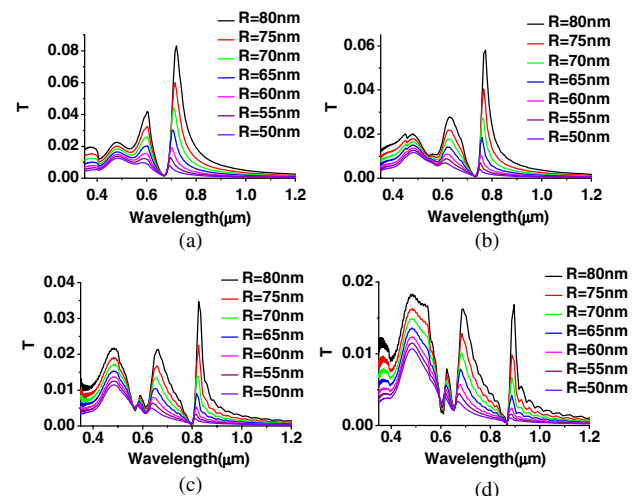 R=80nm
R=75nm
R=70nm
R=65nm
R=60nm
R=55nm
R=50nm
0.08
0.06
0.04
0.02
0.00
T
0.4 0.6 0.8 1.0 1.2
Wavelength(μm)
(a)
R=80nm
R=75nm
R=70nm
R=65nm
R=60nm
R=55nm
R=50nm
0.06
0.04
0.02
0.00
T
0.4 0.6 0.8 1.0 1.2
Wavelength(μm)
(b)
R=80nm
R=75nm
R=70nm
R=65nm
R=60nm
R=55nm
R=50nm
0.04
0.03
0.02
0.01
0.00
T
0.4 0.6 0.8 1.0 1.2
Wavelength(μm)
(c)
R=80nm
R=75nm
R=70nm
R=65nm
R=60nm
R=55nm
R=50nm
0.02
0.01
0.00
T
0.4 0.6 0.8 1.0 1.2
Wavelength(μm)
(d)